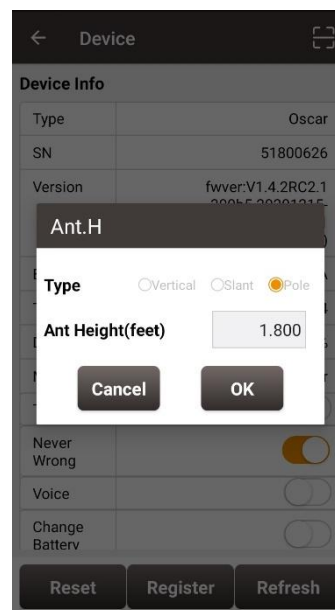 Device
Device Info
Type Oscar
SN 51800626
Version fwver:V1.4.2RC2.1
Ant.H
Type Vertical Slant Pole
Ant Height(feet) 1.800
Cancel OK
Never
Wrong
Voice
Change
Battery
Reset Register Refresh